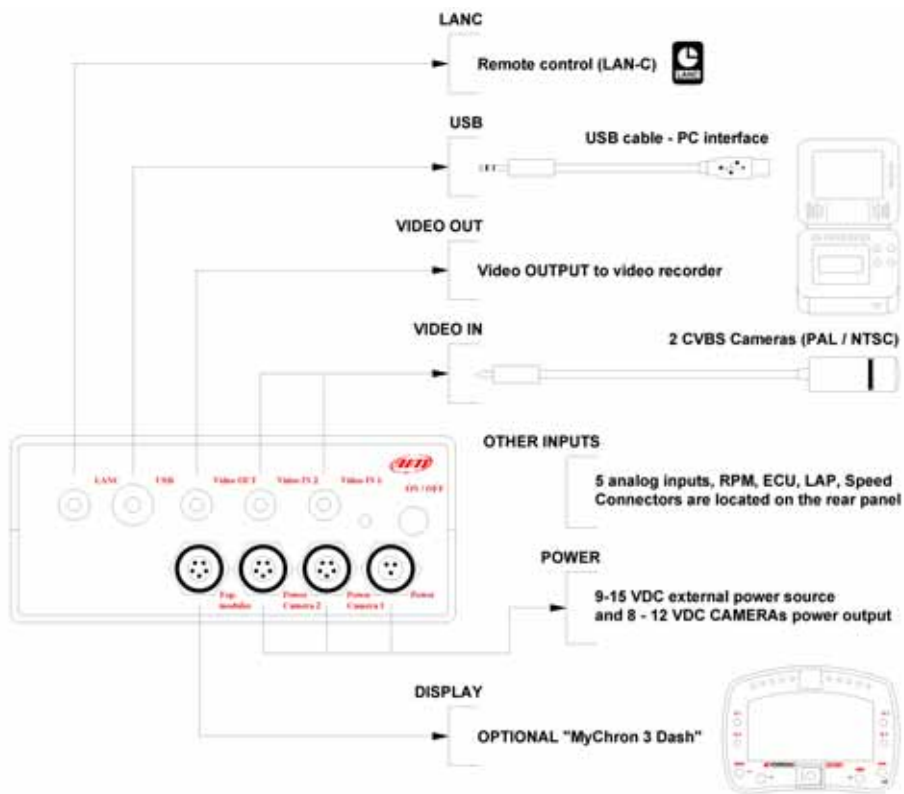 LANC
Remote control (LAN-C)
LANC
USB
USB cable - PC interface
VIDEO OUT
Video OUTPUT to video recorder
VIDEO IN
2 CVBS Cameras (PAL / NTSC)
OTHER INPUTS
5 analog inputs, RPM, ECU, LAP, Speed
Connectors are located on the rear panel
POWER
9-15 VDC external power source
and 8 - 12 VDC CAMERAs power output
DISPLAY
OPTIONAL "MyChron 3 Dash"
AIM
LANC USB Video OUT Video IN 2 Video IN 1
ON / OFF
Exp. modules
Power Camera 2
Power Camera 1
Power